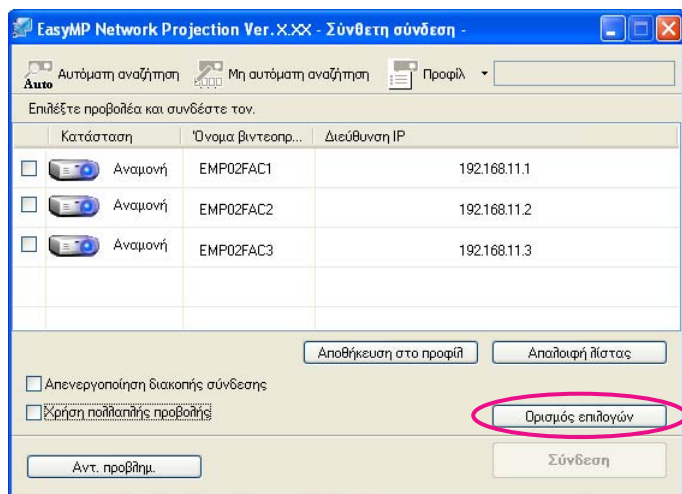 EasyMP Network Projection Ver.X.XX - Σύνθετη σύνδεση -
Auto Αυτόματη αναζήτηση Μη αυτόματη αναζήτηση Προφίλ
Επιλέξτε προβολέα και συνδέστε τον.
Κατάσταση Όνομα βιντεοπρ... Διεύθυνση IP
Αναμονή EMP02FAC1 192.168.11.1
Αναμονή EMP02FAC2 192.168.11.2
Αναμονή EMP02FAC3 192.168.11.3
Αποθήκευση στο προφίλ Απαλοιφή λίστας
Απενεργοποίηση διακοπής σύνδεσης
Χρήση πολλαπλής προβολής Ορισμός επιλογών
Αντ. προβλημ. Σύνδεση